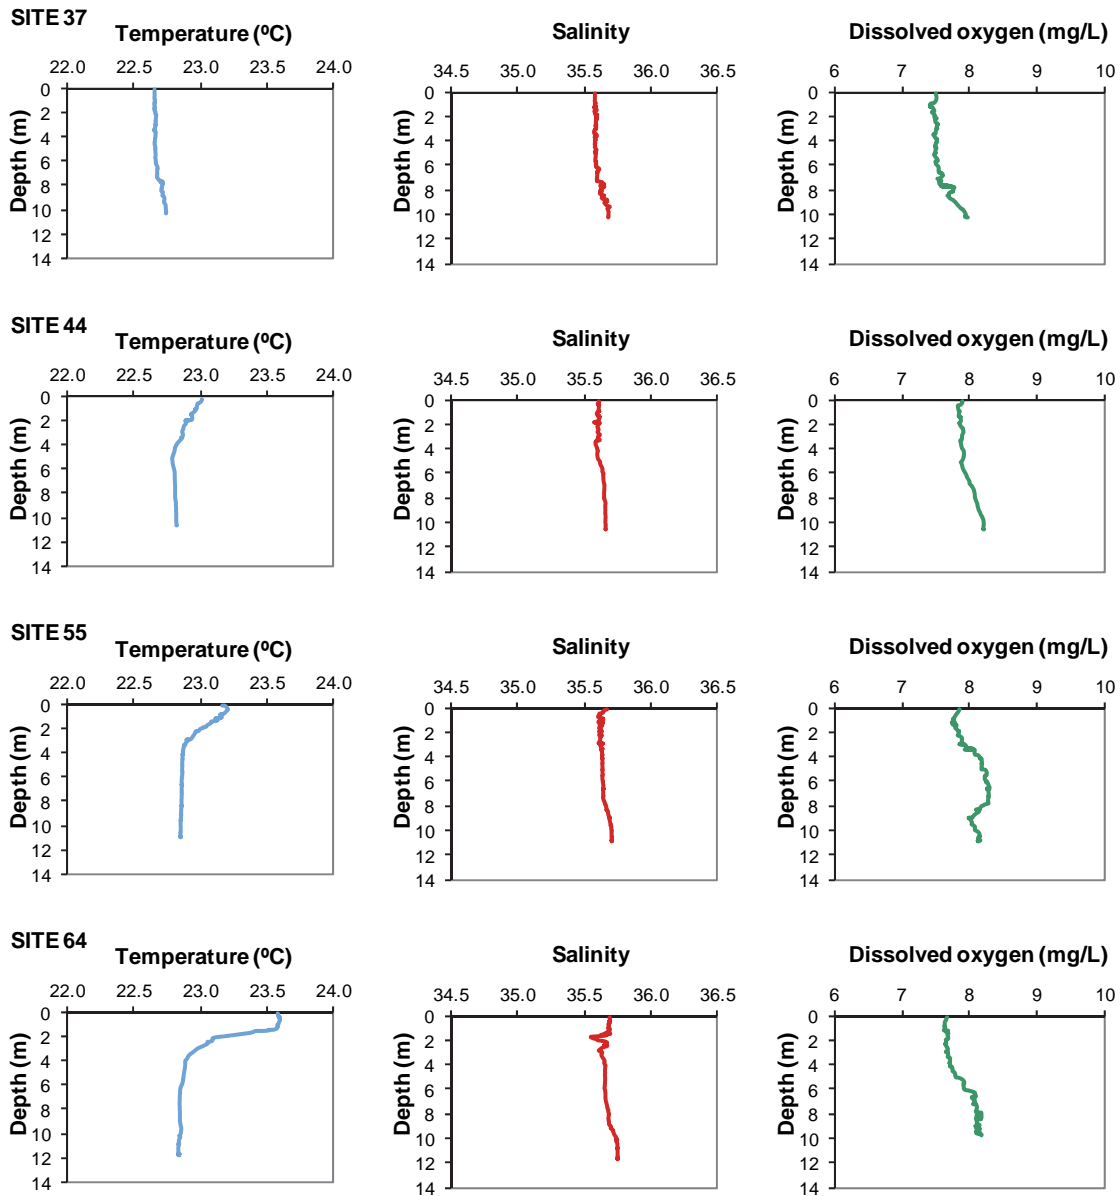 SITE 37
Temperature (ºC) Salinity Dissolved oxygen (mg/L)
22.0 22.5 23.0 23.5 24.0 34.5 35.0 35.5 36.0 36.5 6 7 8 9 10
Depth (m) 0 2 4 6 8 10 12 14
Depth (m) 0 2 4 6 8 10 12 14
Depth (m) 0 2 4 6 8 10 12 14
SITE 44
Temperature (ºC) Salinity Dissolved oxygen (mg/L)
22.0 22.5 23.0 23.5 24.0 34.5 35.0 35.5 36.0 36.5 6 7 8 9 10
Depth (m) 0 2 4 6 8 10 12 14
Depth (m) 0 2 4 6 8 10 12 14
Depth (m) 0 2 4 6 8 10 12 14
SITE 55
Temperature (ºC) Salinity Dissolved oxygen (mg/L)
22.0 22.5 23.0 23.5 24.0 34.5 35.0 35.5 36.0 36.5 6 7 8 9 10
Depth (m) 0 2 4 6 8 10 12 14
Depth (m) 0 2 4 6 8 10 12 14
Depth (m) 0 2 4 6 8 10 12 14
SITE 64
Temperature (ºC) Salinity Dissolved oxygen (mg/L)
22.0 22.5 23.0 23.5 24.0 34.5 35.0 35.5 36.0 36.5 6 7 8 9 10
Depth (m) 0 2 4 6 8 10 12 14
Depth (m) 0 2 4 6 8 10 12 14
Depth (m) 0 2 4 6 8 10 12 14